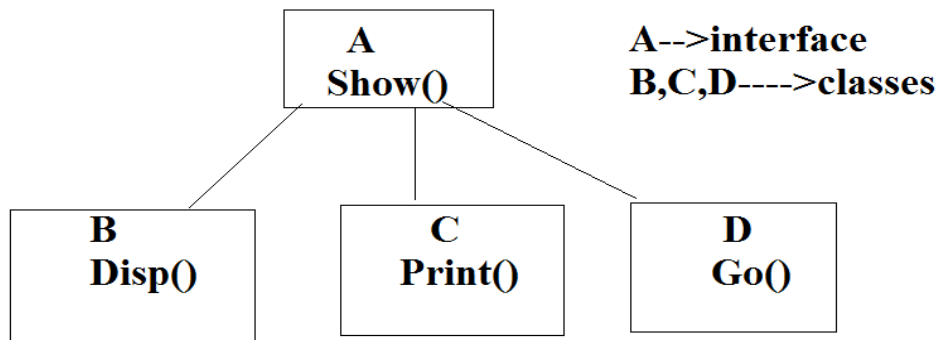 A
Show()
A-->interface
B,C,D---->classes
B
Disp()
C
Print()
D
Go()